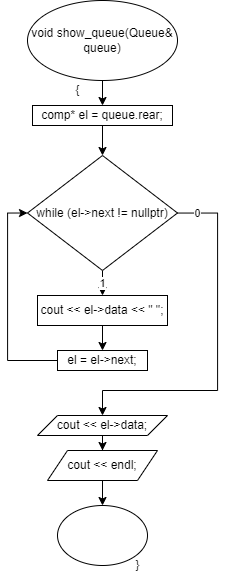 void show_queue(Queue&
queue)
{
comp* el = queue.rear;
while (el->next != nullptr)
0
1
cout << el->data << " ";
el = el->next;
cout << el->data;
cout << endl;
}